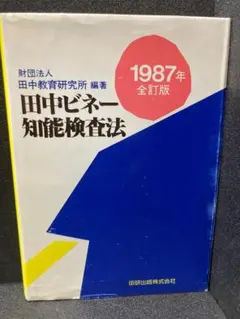 1987年
全訂版
財団法人
田中教育研究所 編著
田中ビネー
知能検査法
田研出版株式会社